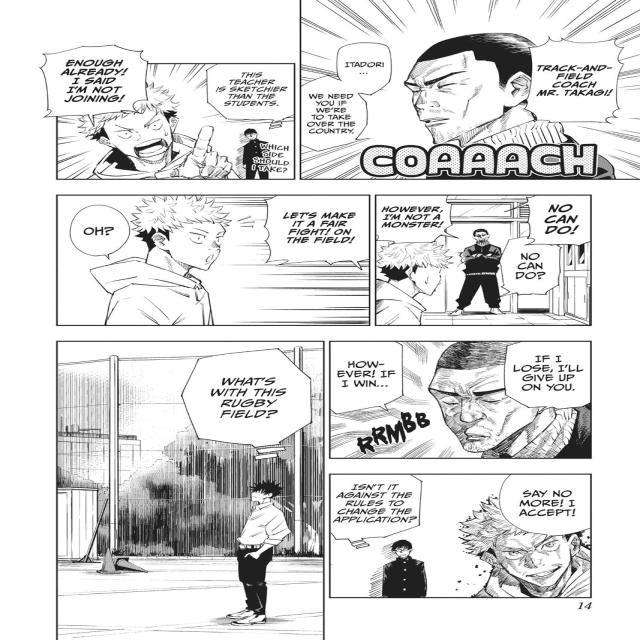 TRACK-AND-
FIELD
COACH
MR. TAKAGI!
ITADORI
...
WE NEED
YOU IF
WE'RE
TO TAKE
OVER THE
COUNTRY.
COAAACH
THIS
TEACHER
IS SKETCHIER
THAN THE
STUDENTS.
WHICH
SIDE
SHOULD
I TAKE?
ENOUGH
ALREADY!
I SAID
I'M NOT
JOINING!
NO
CAN
DO!
NO
CAN
DO?
HOWEVER,
I'M NOT A
MONSTER!
LET'S MAKE
IT A FAIR
FIGHT! ON
THE FIELD!
OH?
IF I
LOSE, I'LL
GIVE UP
ON YOU.
HOW-
EVER! IF
I WIN...
RRMBB
SAY NO
MORE! I
ACCEPT!
ISN'T IT
AGAINST THE
RULES TO
CHANGE THE
APPLICATION?
WHAT'S
WITH THIS
RUGBY
FIELD?
14